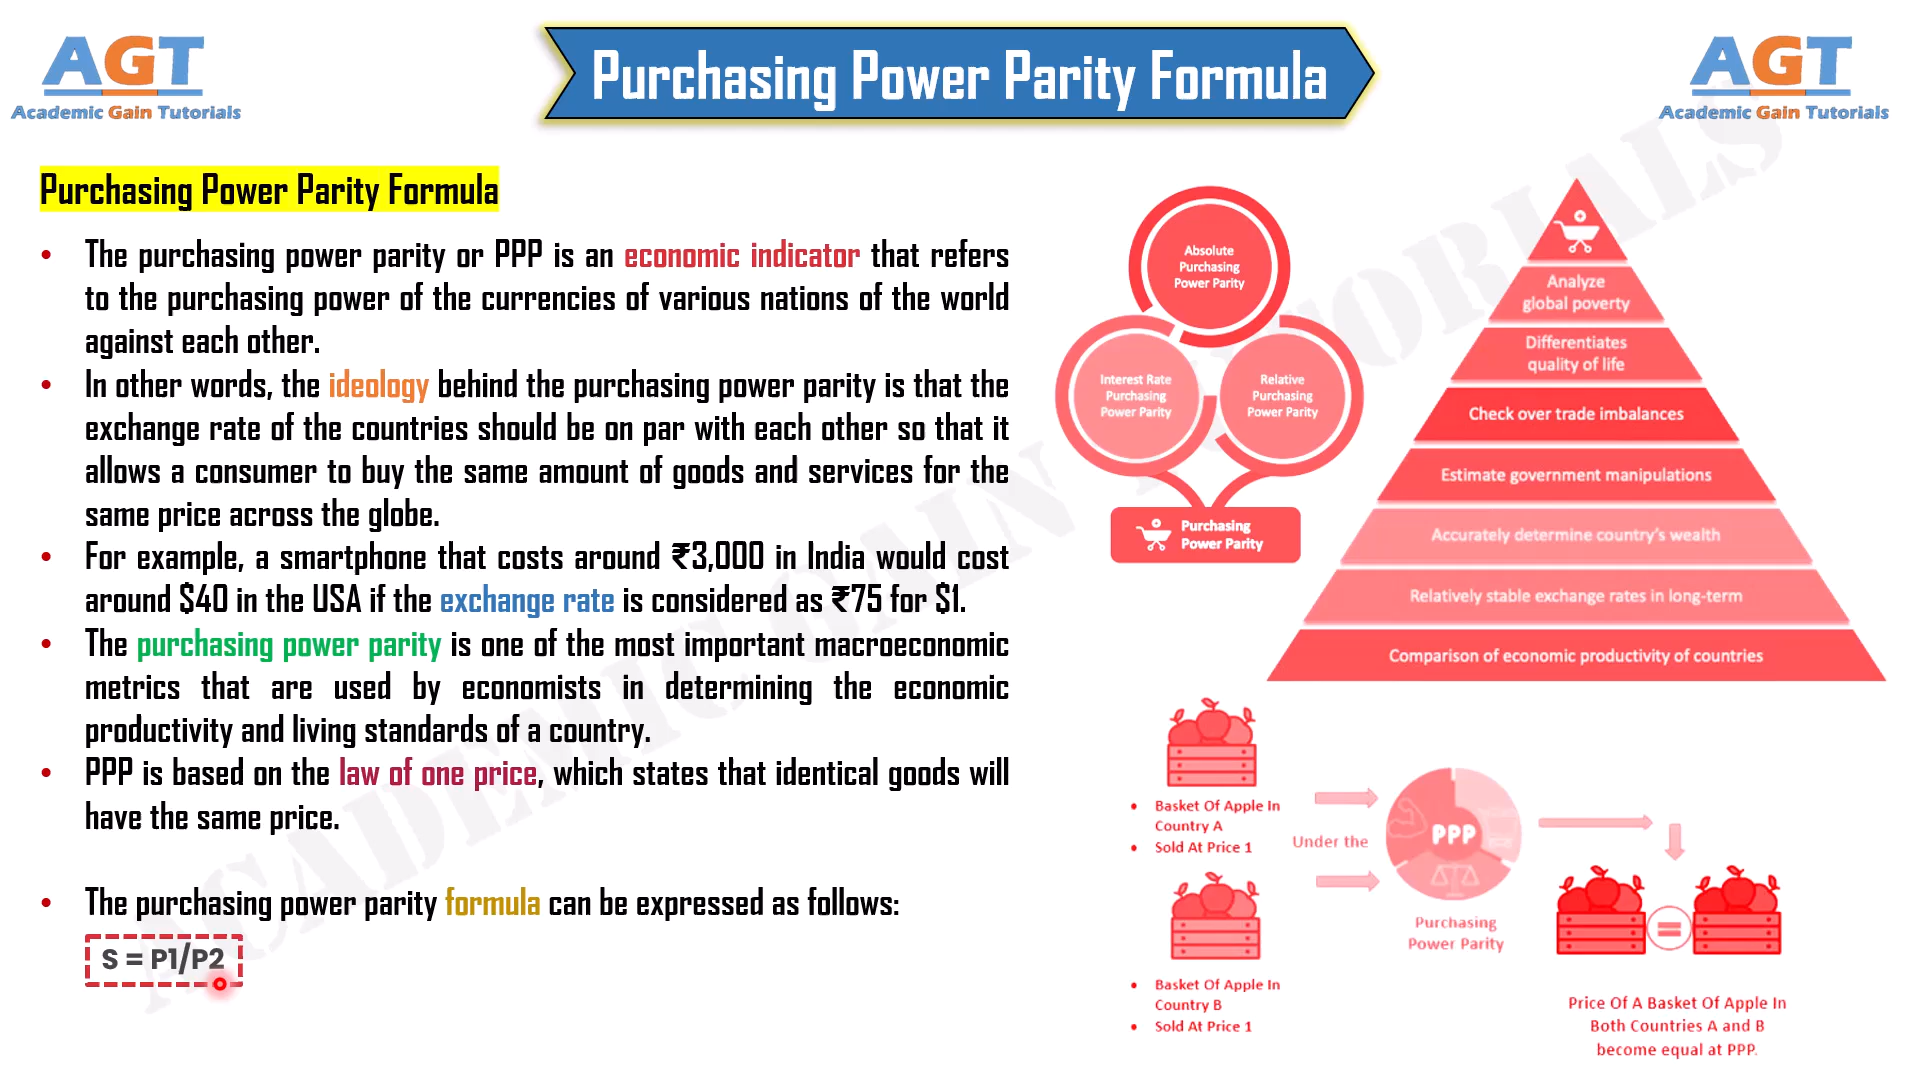 AGT
Academic Gain Tutorials
Purchasing Power Parity Formula
AGT
Academic Gain Tutorials
Purchasing Power Parity Formula
• The purchasing power parity or PPP is an economic indicator that refers
to the purchasing power of the currencies of various nations of the world
against each other.
• In other words, the ideology behind the purchasing power parity is that the
exchange rate of the countries should be on par with each other so that it
allows a consumer to buy the same amount of goods and services for the
same price across the globe.
• For example, a smartphone that costs around ₹3,000 in India would cost
around $40 in the USA if the exchange rate is considered as ₹75 for $1.
• The purchasing power parity is one of the most important macroeconomic
metrics that are used by economists in determining the economic
productivity and living standards of a country.
• PPP is based on the law of one price, which states that identical goods will
have the same price.
• The purchasing power parity formula can be expressed as follows:
S = P1/P2
Absolute
Purchasing
Power Parity
Interest Rate
Purchasing
Power Parity
Relative
Purchasing
Power Parity
Purchasing
Power Parity
Analyze
global poverty
Differentiates
quality of life
Check over trade imbalances
Estimate government manipulations
Accurately determine country's wealth
Relatively stable exchange rates in long-term
Comparison of economic productivity of countries
• Basket Of Apple In
Country A
• Sold At Price 1
Under the
• Basket Of Apple In
Country B
• Sold At Price 1
PPP
Purchasing
Power Parity
=
Price Of A Basket Of Apple In
Both Countries A and B
become equal at PPP.
ACADEMIC GAIN TUTORIALS